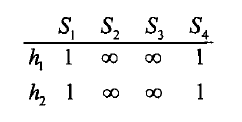 S₁ S₂ S₃ S₄
h₁ 1 ∞ ∞ 1
h₂ 1 ∞ ∞ 1